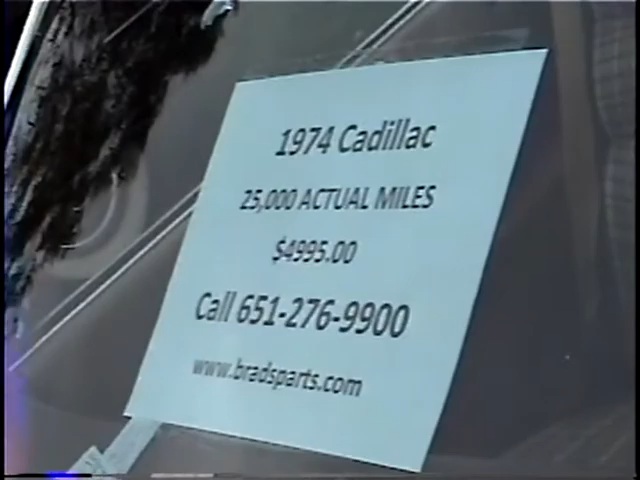 1974 Cadillac
25,000 ACTUAL MILES
$4995.00
Call 651-276-9900
www.bradsparts.com